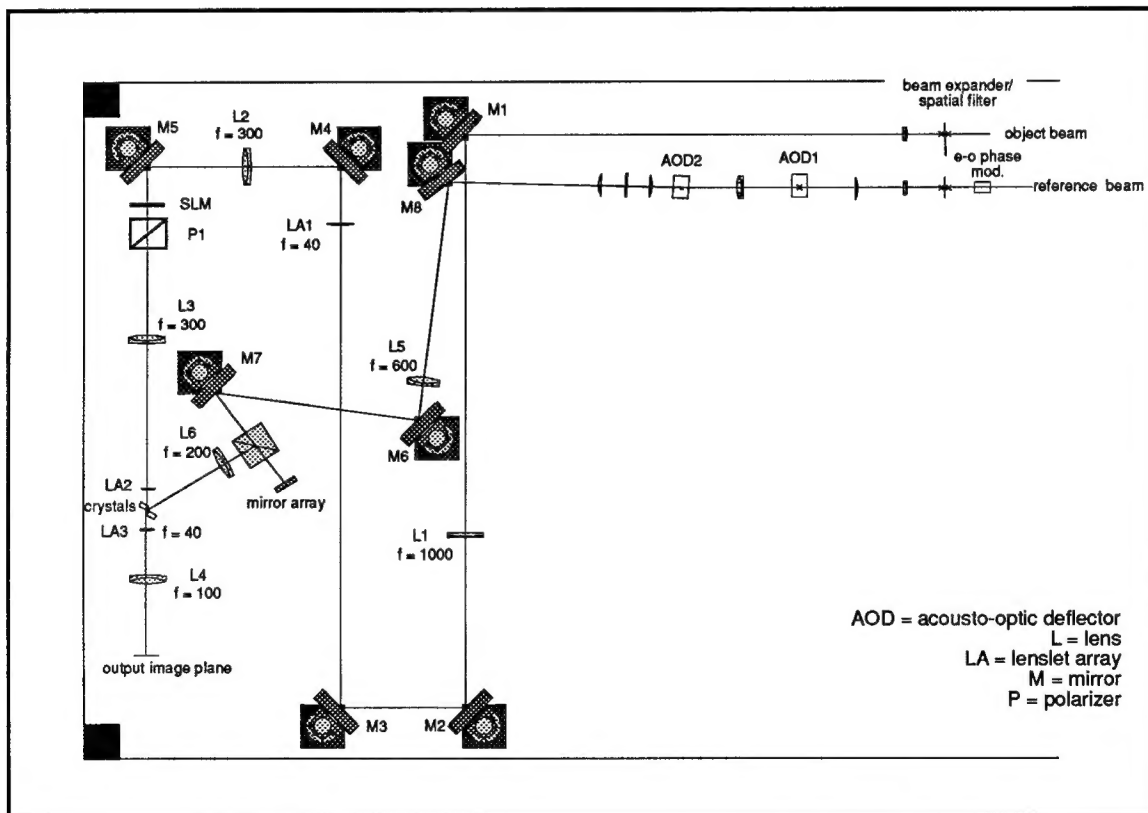 beam expander/
spatial filter
M1
object beam
L2
M5
f = 300
M4
AOD2
AOD1
e-o phase
mod.
M8
reference beam
SLM
LA1
P1
f = 40
L3
f = 300
M7
L5
f = 600
L6
f = 200
M6
LA2
mirror array
crystals
LA3
f = 40
L1
f = 1000
L4
f = 100
output image plane
AOD = acousto-optic deflector
L = lens
LA = lenslet array
M = mirror
P = polarizer
M3
M2